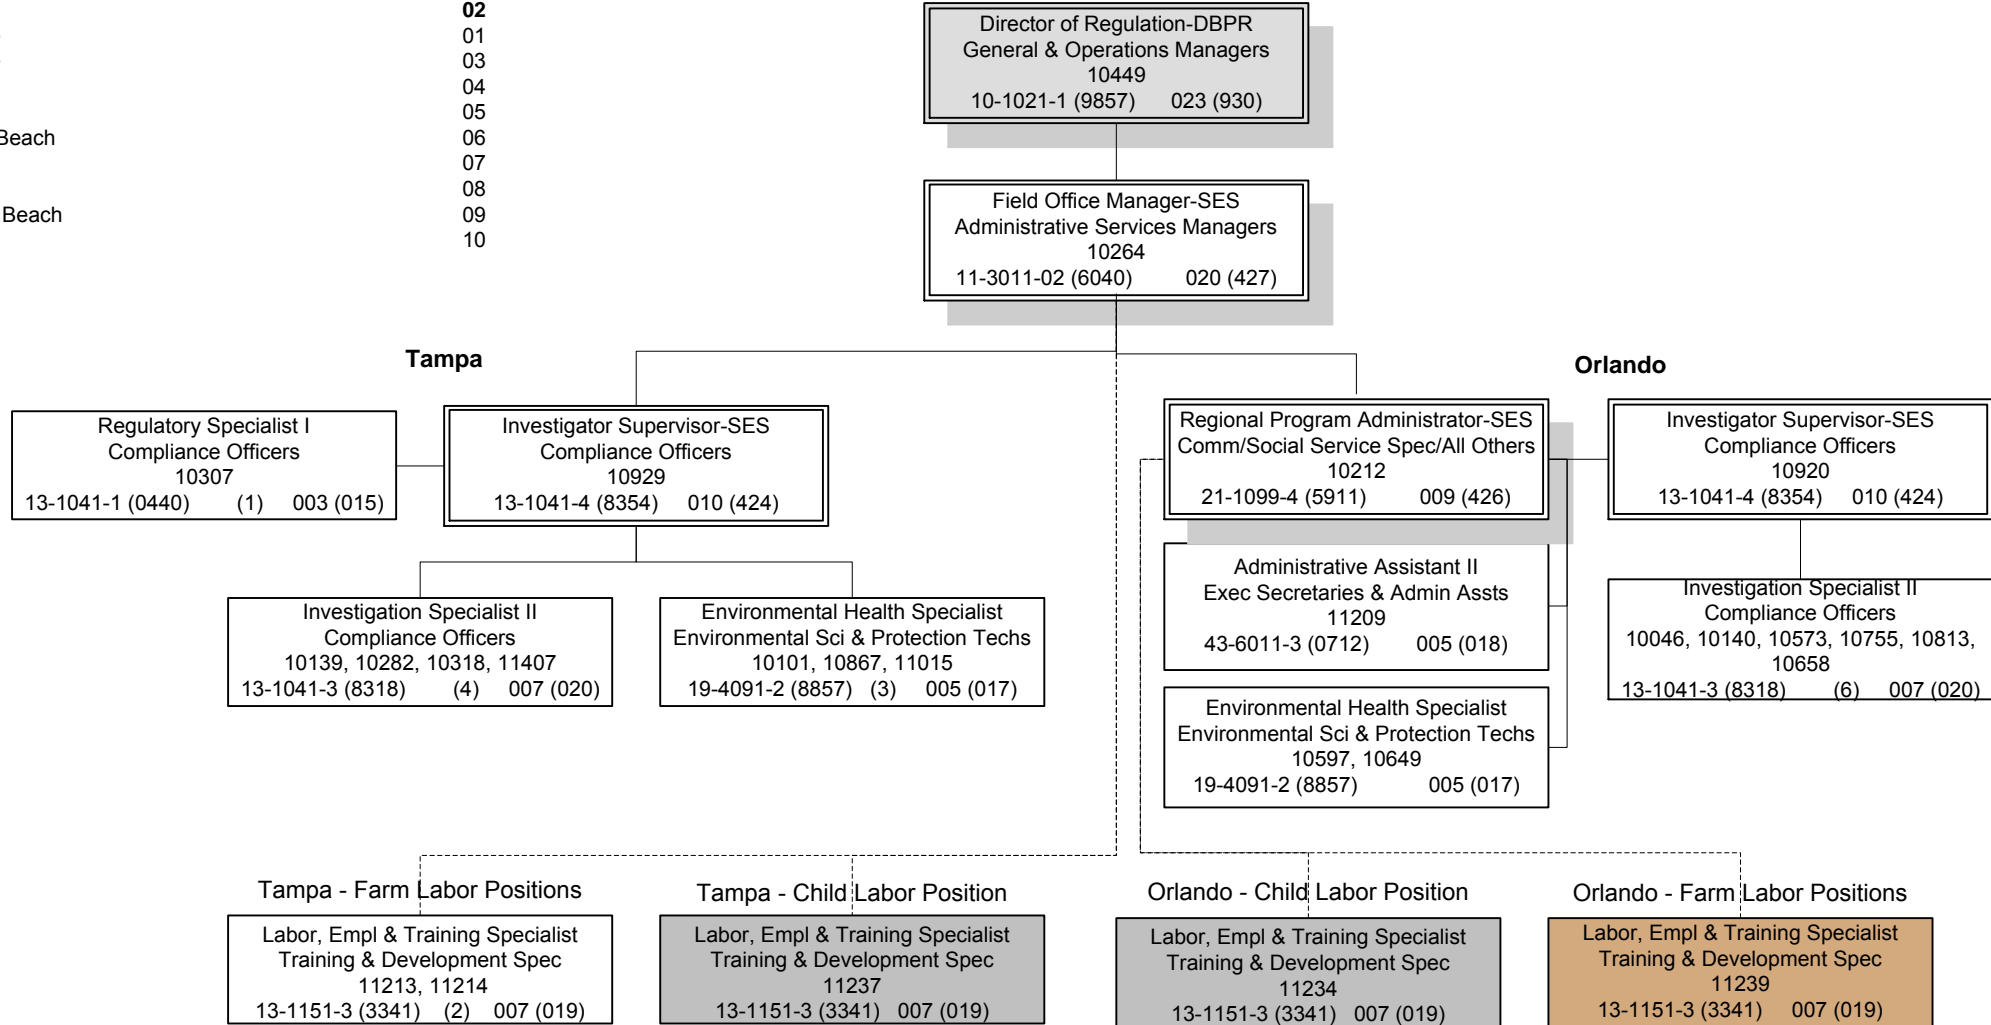 02
01
03
04
05
Beach 06
07
08
Beach 09
10
Director of Regulation-DBPR
General & Operations Managers
10449
10-1021-1 (9857) 023 (930)
Field Office Manager-SES
Administrative Services Managers
10264
11-3011-02 (6040) 020 (427)
Tampa
Orlando
Regulatory Specialist I
Compliance Officers
10307
13-1041-1 (0440) (1) 003 (015)
Investigator Supervisor-SES
Compliance Officers
10929
13-1041-4 (8354) 010 (424)
Regional Program Administrator-SES
Comm/Social Service Spec/All Others
10212
21-1099-4 (5911) 009 (426)
Investigator Supervisor-SES
Compliance Officers
10920
13-1041-4 (8354) 010 (424)
Investigation Specialist II
Compliance Officers
10139, 10282, 10318, 11407
13-1041-3 (8318) (4) 007 (020)
Environmental Health Specialist
Environmental Sci & Protection Techs
10101, 10867, 11015
19-4091-2 (8857) (3) 005 (017)
Administrative Assistant II
Exec Secretaries & Admin Assts
11209
43-6011-3 (0712) 005 (018)
Investigation Specialist II
Compliance Officers
10046, 10140, 10573, 10755, 10813,
10658
13-1041-3 (8318) (6) 007 (020)
Environmental Health Specialist
Environmental Sci & Protection Techs
10597, 10649
19-4091-2 (8857) 005 (017)
Tampa - Farm Labor Positions
Labor, Empl & Training Specialist
Training & Development Spec
11213, 11214
13-1151-3 (3341) (2) 007 (019)
Tampa - Child Labor Position
Labor, Empl & Training Specialist
Training & Development Spec
11237
13-1151-3 (3341) 007 (019)
Orlando - Child Labor Position
Labor, Empl & Training Specialist
Training & Development Spec
11234
13-1151-3 (3341) 007 (019)
Orlando - Farm Labor Positions
Labor, Empl & Training Specialist
Training & Development Spec
11239
13-1151-3 (3341) 007 (019)